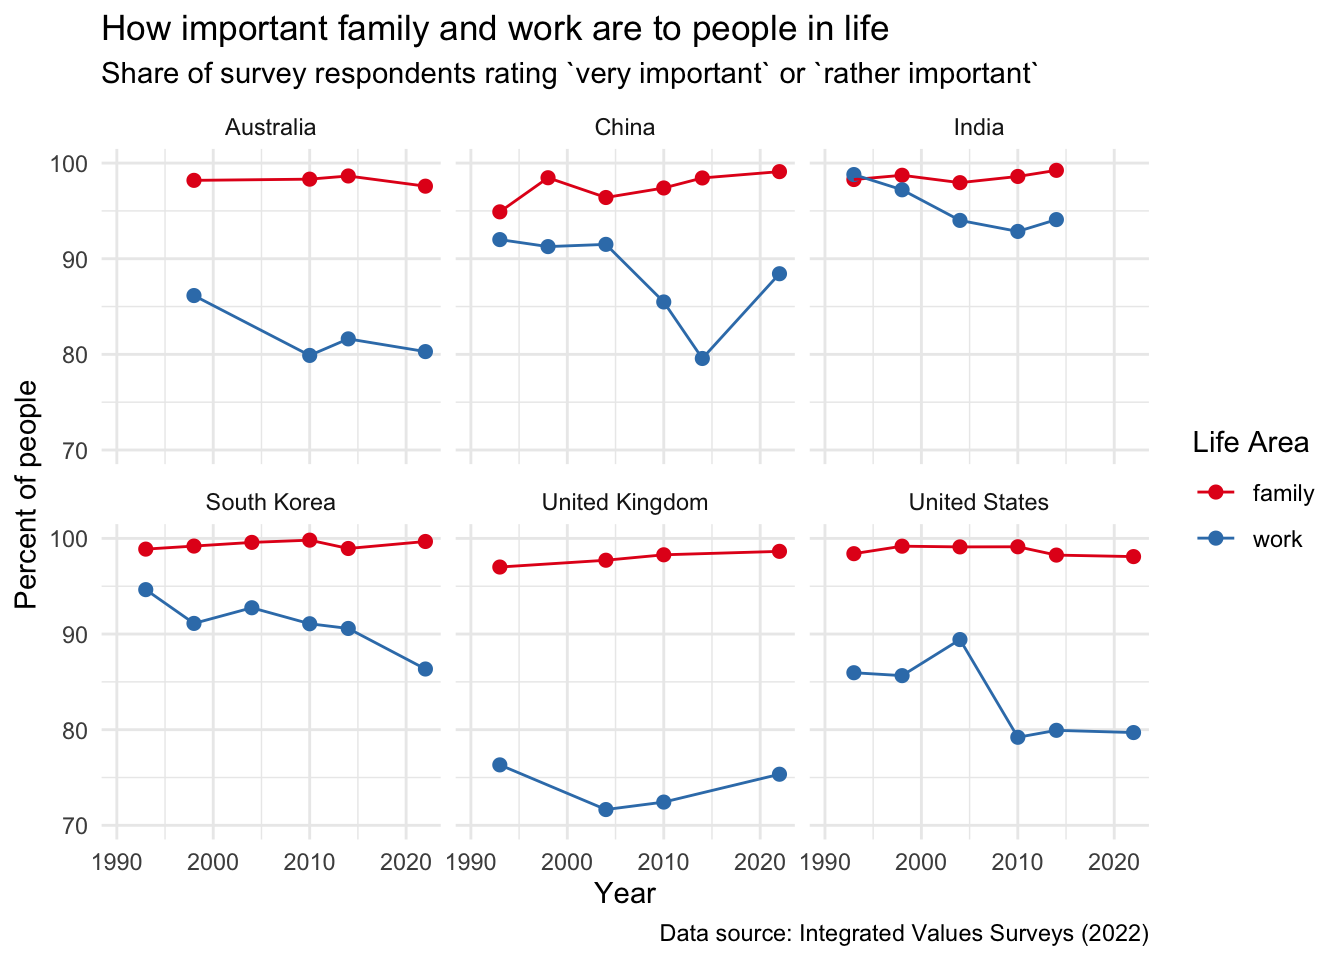 How important family and work are to people in life
Share of survey respondents rating `very important` or `rather important`
Australia
China
India
100
90
80
70
Percent of people
South Korea
United Kingdom
United States
100
90
80
70
1990 2000 2010 2020
1990 2000 2010 2020
1990 2000 2010 2020
Year
Life Area
family
work
Data source: Integrated Values Surveys (2022)